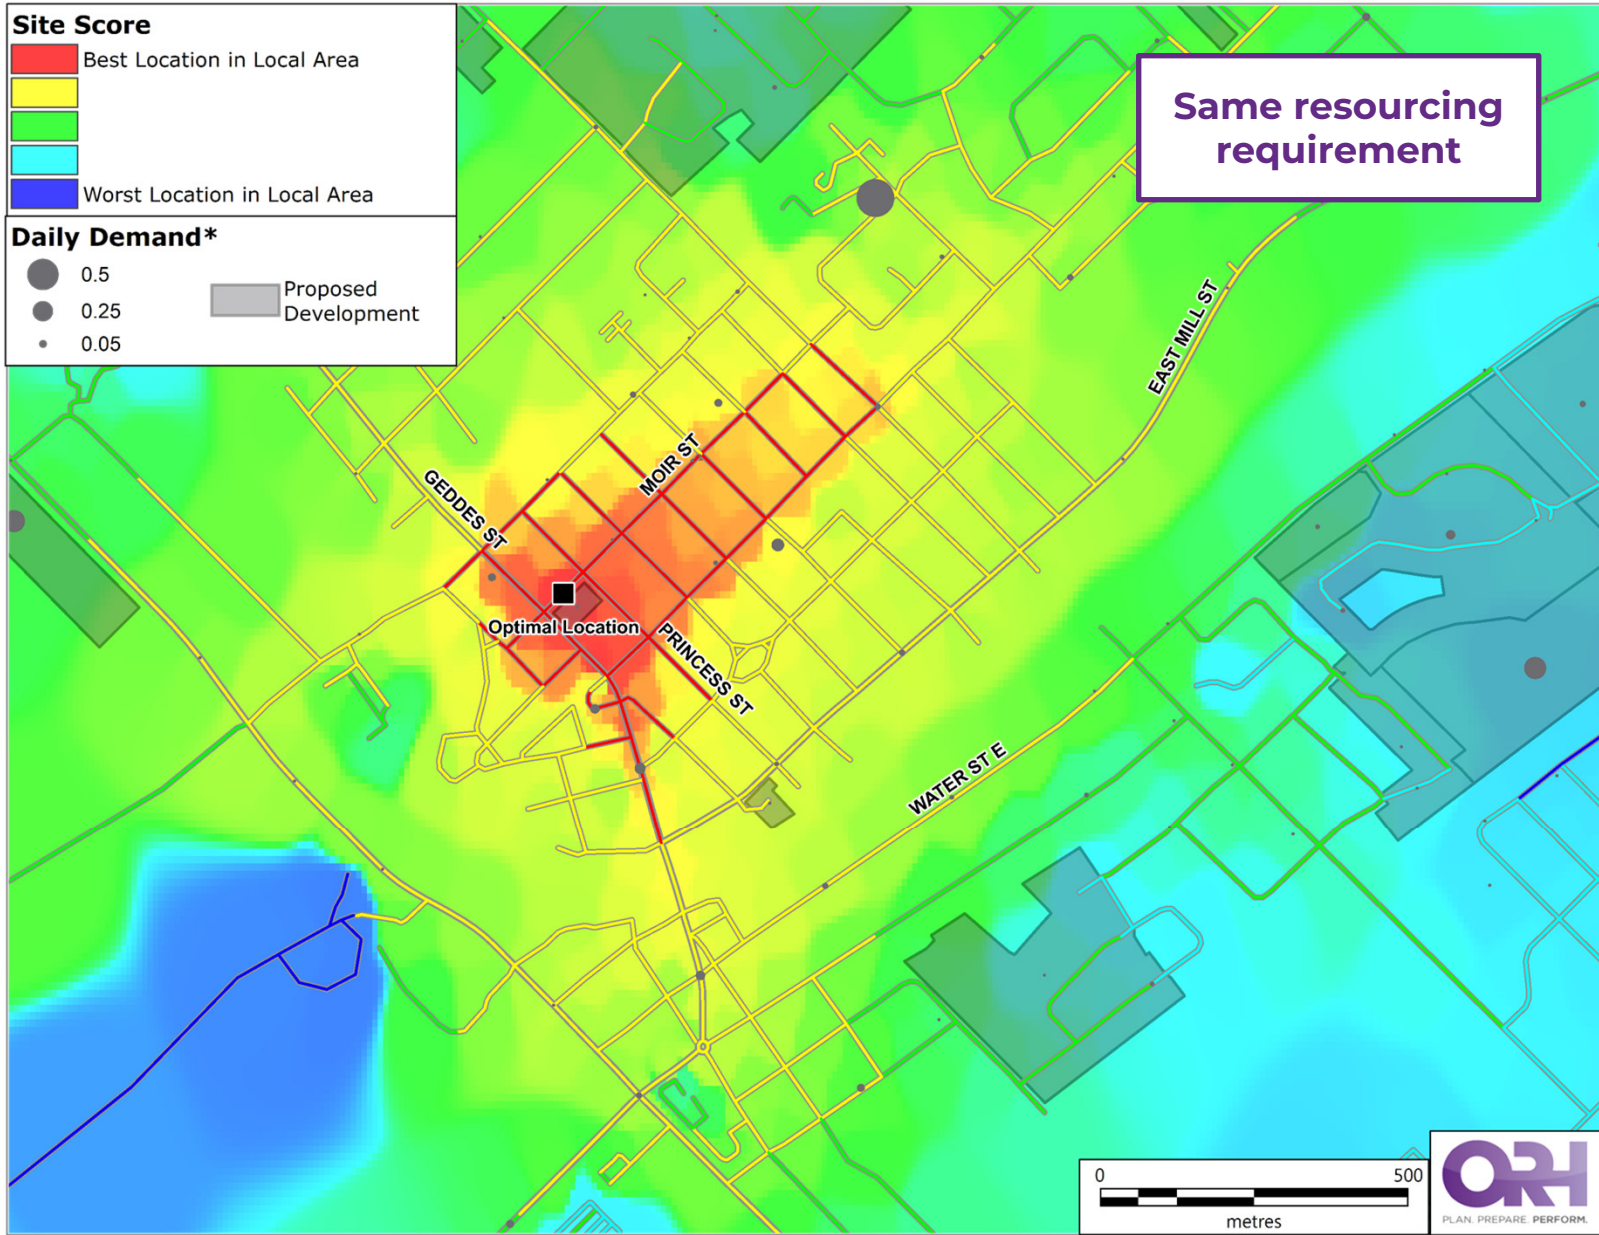 Site Score
Best Location in Local Area
Worst Location in Local Area
Daily Demand*
0.5
0.25
0.05
Proposed
Development
Same resourcing
requirement
EAST MILL ST
MOIR ST
GEDDES ST
Optimal Location
PRINCESS ST
WATER ST E
0 500
metres
ORH
PLAN. PREPARE. PERFORM.